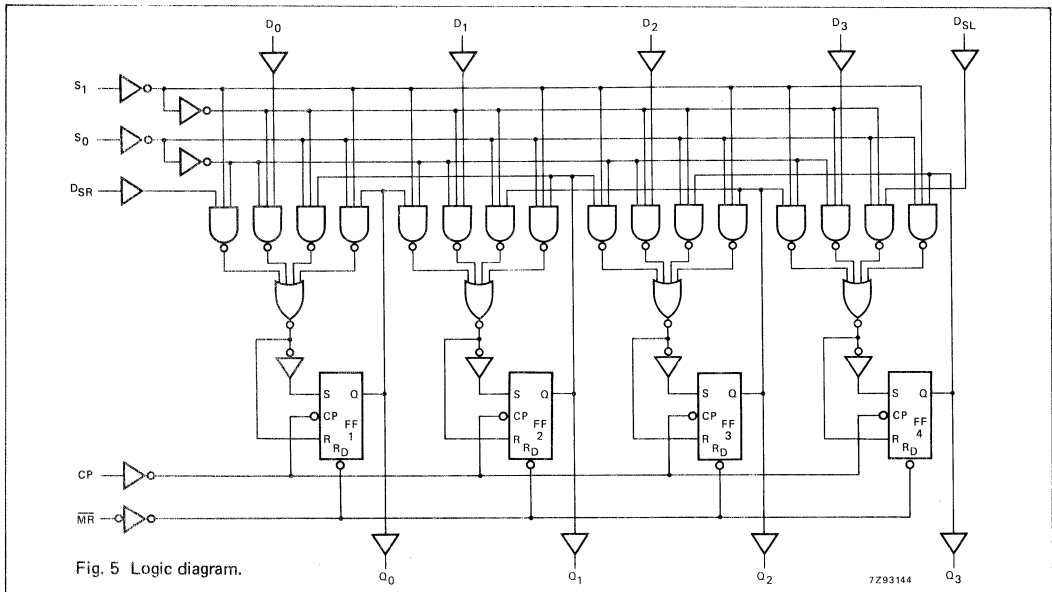 D0 D1 D2 D3 DSL
S1
S0
DSR
S Q S Q S Q S Q
CP FF 1 CP FF 2 CP FF 3 CP FF 4
R RD R RD R RD R RD
CP
MR
Fig. 5 Logic diagram.
Q0 Q1 Q2 7Z93144 Q3